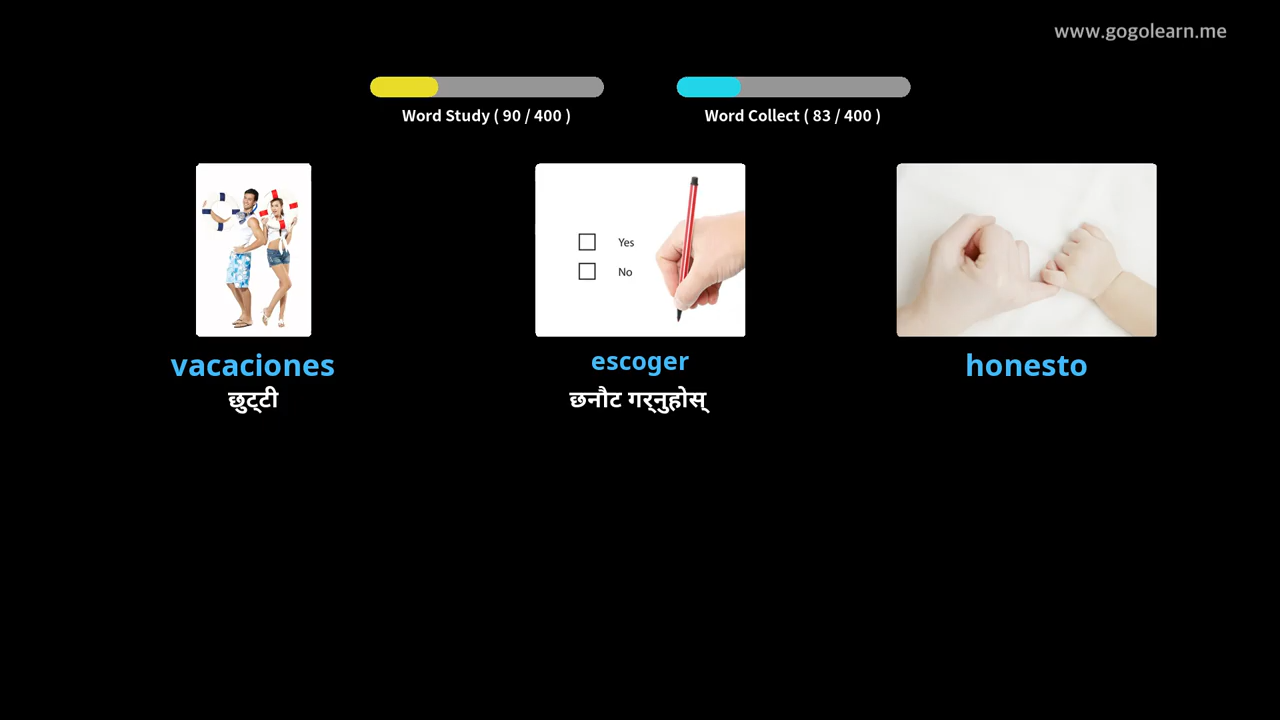 www.gogolearn.me
Word Study ( 90 / 400 )
Word Collect ( 83 / 400 )
Yes
No
vacaciones
escoger
honesto
छुट्टी
छनौट गर्नुहोस्